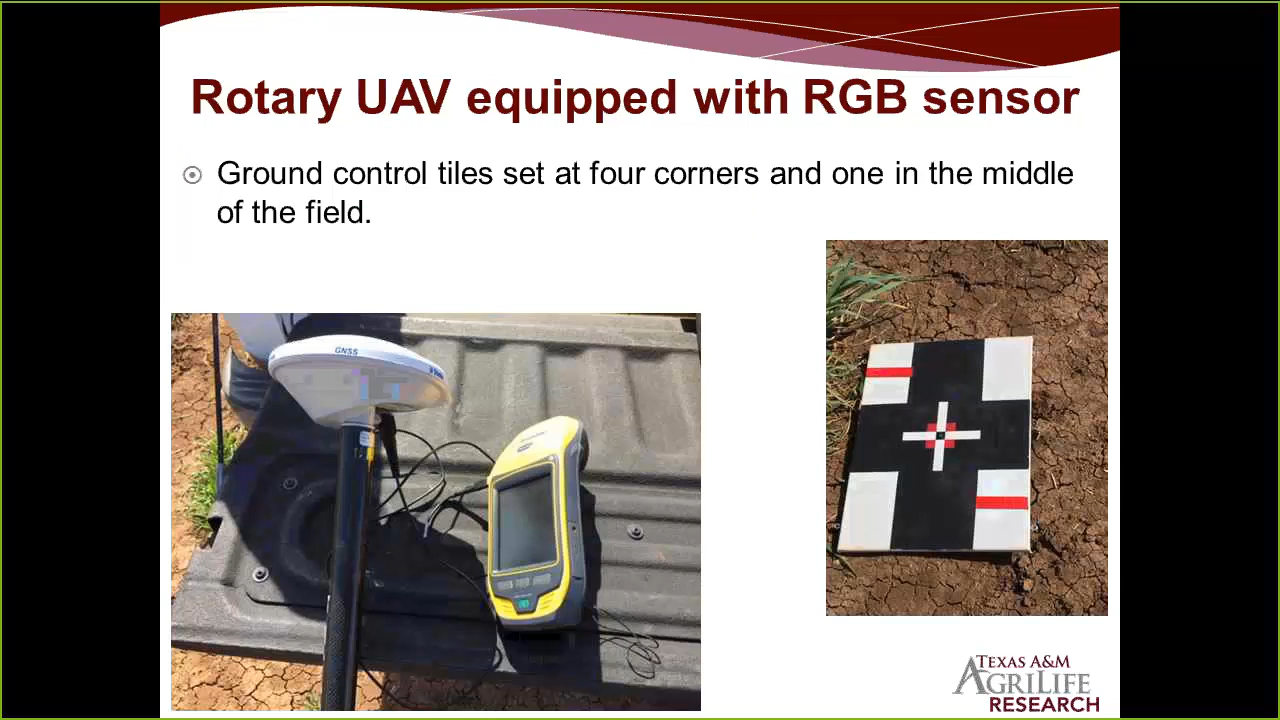 Rotary UAV equipped with RGB sensor
Ground control tiles set at four corners and one in the middle
of the field.
GNSS
TEXAS A&M
AGRILIFE
RESEARCH